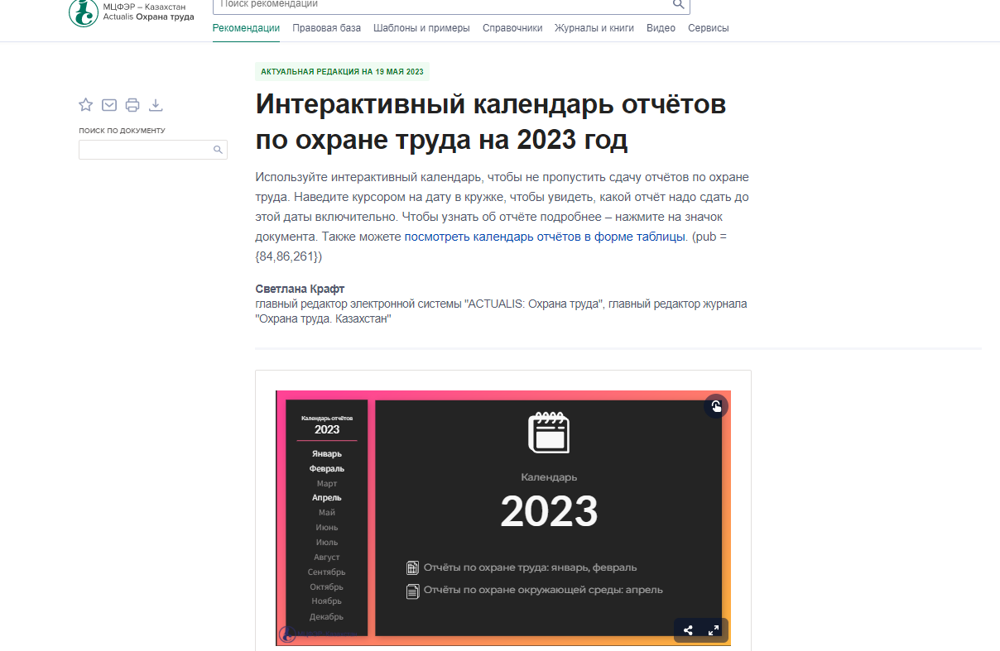 МЦФЭР – Казахстан
Actualis Охрана труда
Поиск рекомендации
Рекомендации Правовая база Шаблоны и примеры Справочники Журналы и книги Видео Сервисы
АКТУАЛЬНАЯ РЕДАКЦИЯ НА 19 МАЯ 2023
ПОИСК ПО ДОКУМЕНТУ
Интерактивный календарь отчётов
по охране труда на 2023 год
Используйте интерактивный календарь, чтобы не пропустить сдачу отчётов по охране
труда. Наведите курсором на дату в кружке, чтобы увидеть, какой отчёт надо сдать до
этой даты включительно. Чтобы узнать об отчёте подробнее – нажмите на значок
документа. Также можете посмотреть календарь отчётов в форме таблицы. (pub =
{84,86,261})
Светлана Крафт
главный редактор электронной системы "ACTUALIS: Охрана труда", главный редактор журнала
"Охрана труда. Казахстан"
Календарь отчётов
2023
Январь
Февраль
Март
Апрель
Май
Июнь
Июль
Август
Сентябрь
Октябрь
Ноябрь
Декабрь
Календарь
2023
Отчёты по охране труда: январь, февраль
Отчёты по охране окружающей среды: апрель